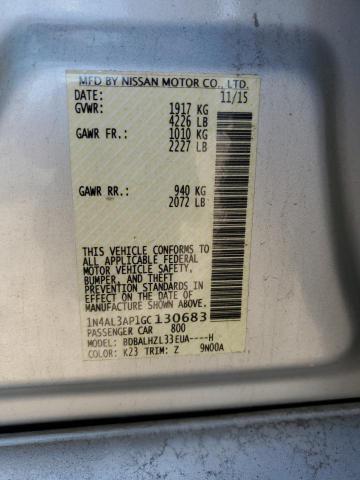 MFD BY NISSAN MOTOR CO., LTD.
DATE: 11/15
GVWR: 1917 KG
4226 LB
GAWR FR: 1010 KG
2227 LB
GAWR RR: 940 KG
2072 LB
THIS VEHICLE CONFORMS TO
ALL APPLICABLE FEDERAL
MOTOR VEHICLE SAFETY,
BUMPER, AND THEFT
PREVENTION STANDARDS IN
EFFECT ON THE DATE OF
MANUFACTURE SHOWN ABOVE.
1N4AL3AP1GC130683
PASSENGER CAR 800
MODEL: BDBALHZL33EUA----H
COLOR: K23 TRIM: Z 9N00A